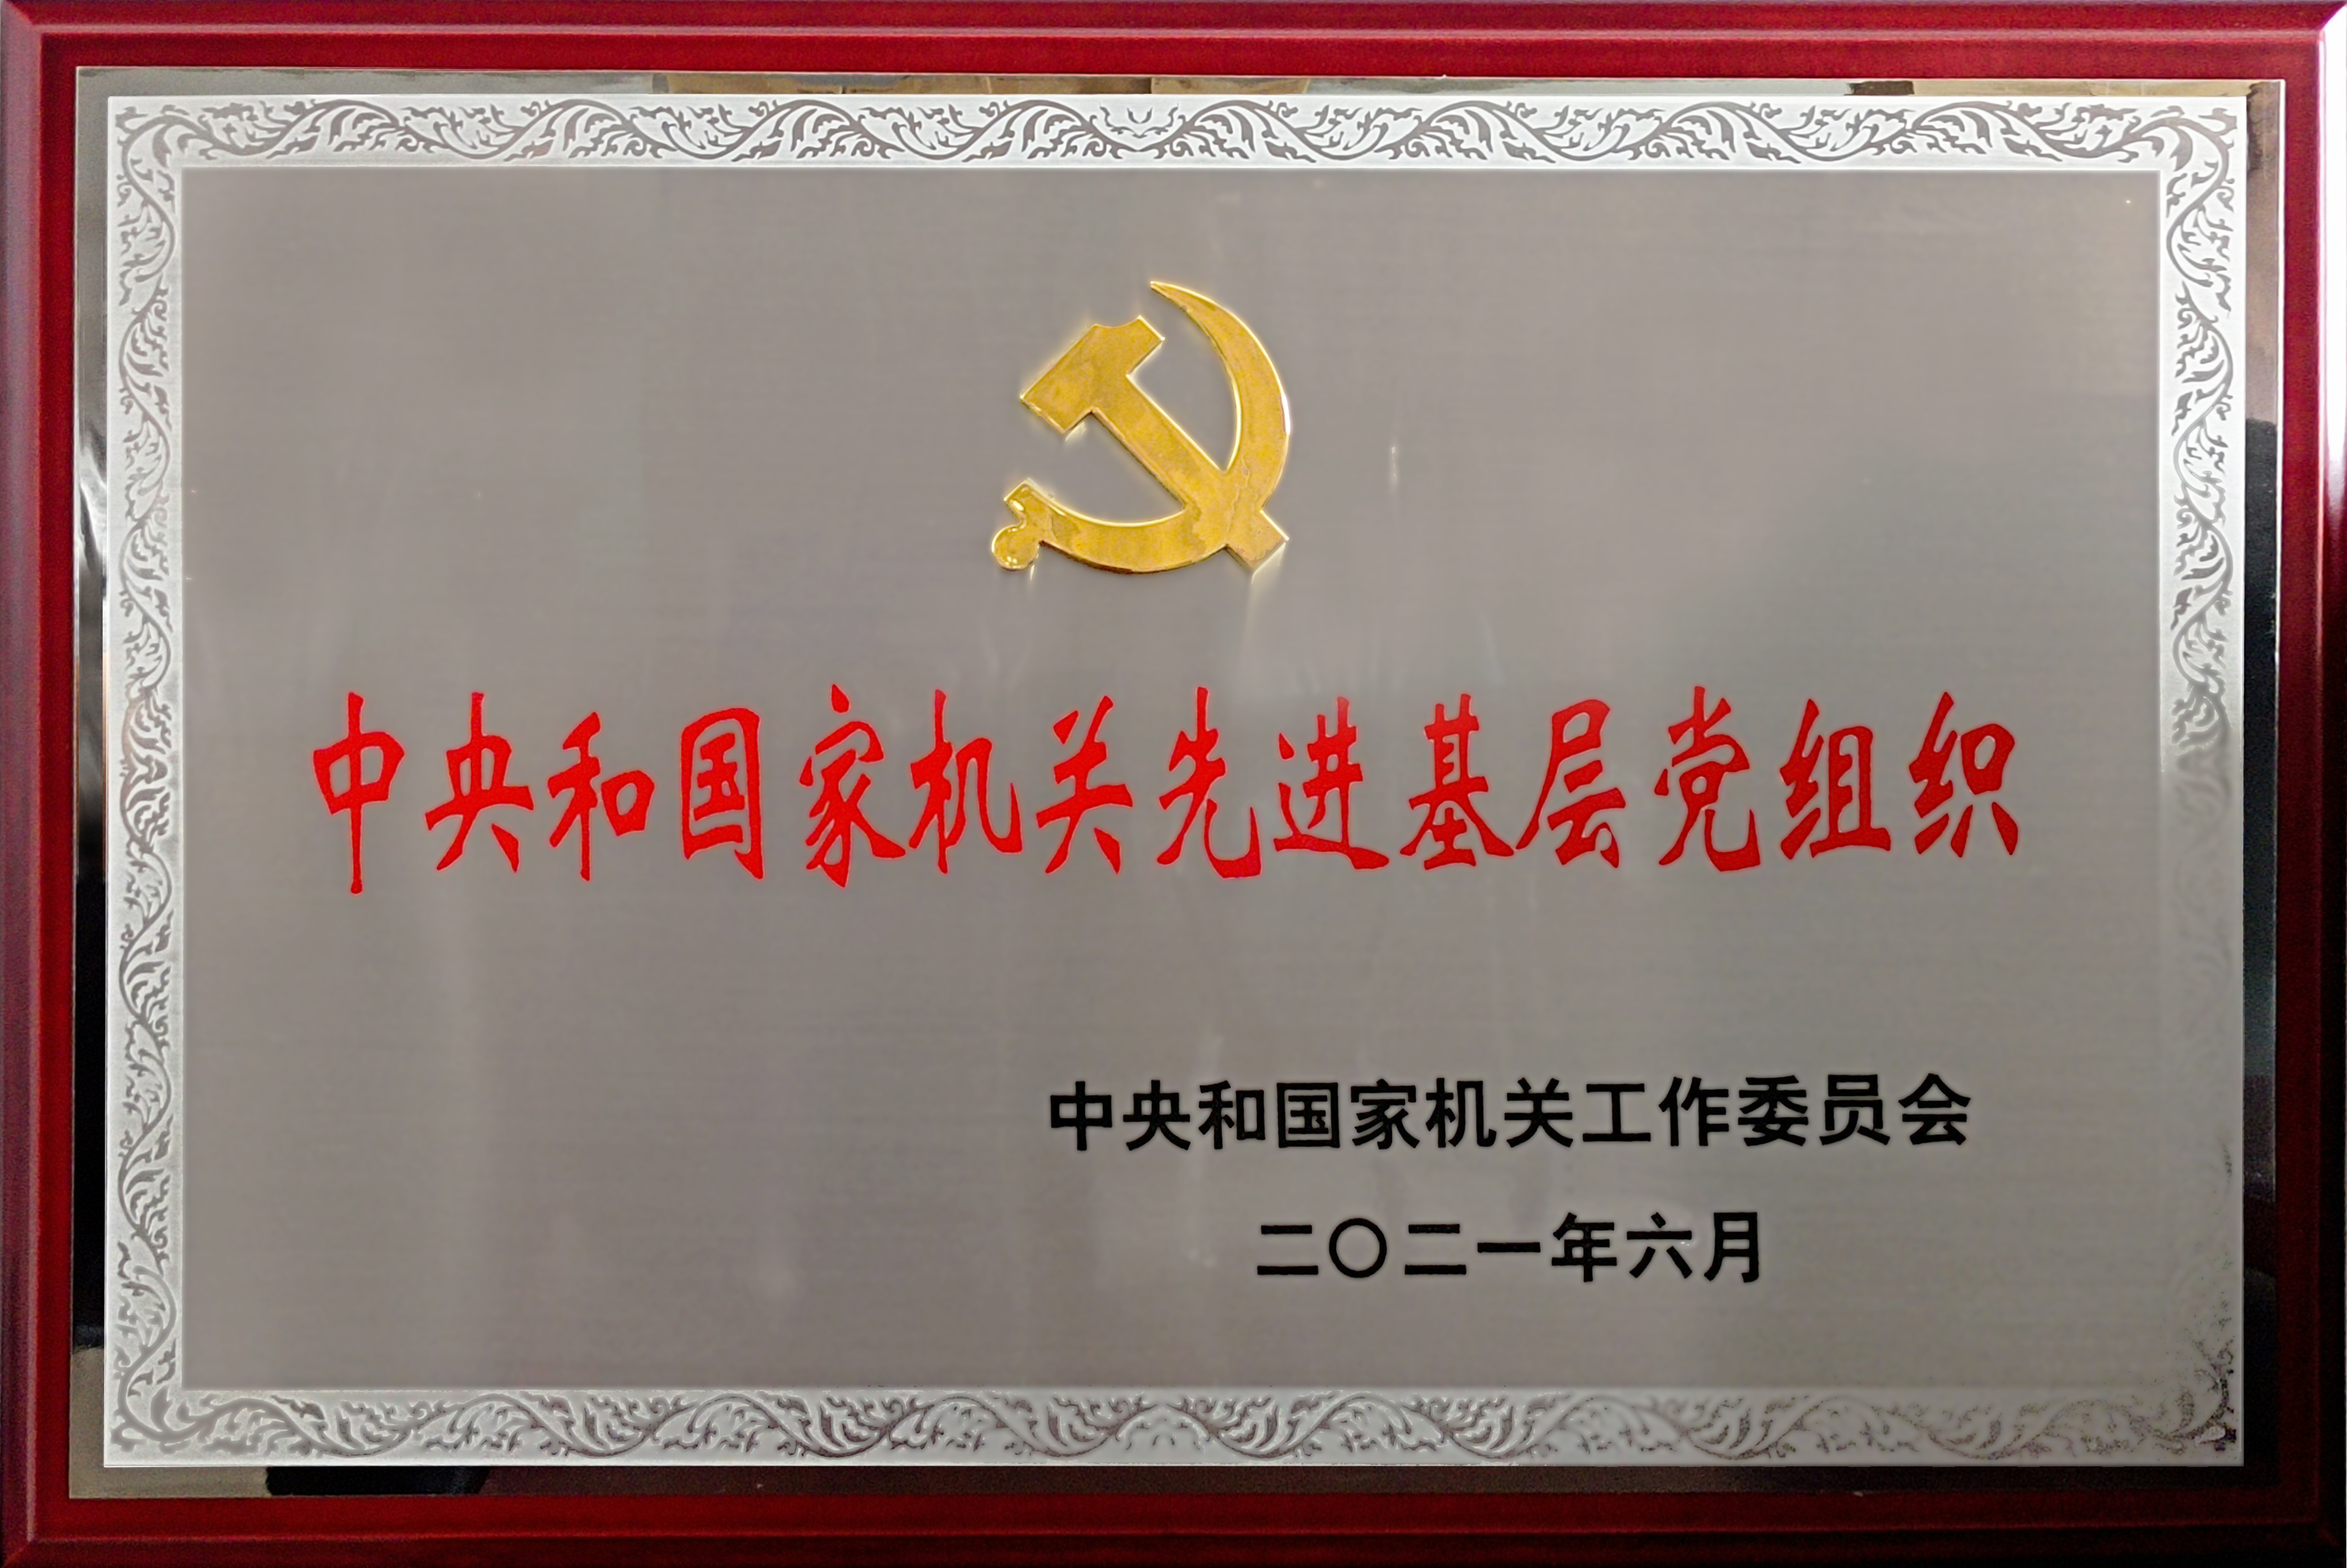 中央和国家机关先进基层党组织
中央和国家机关工作委员会
二〇二一年六月